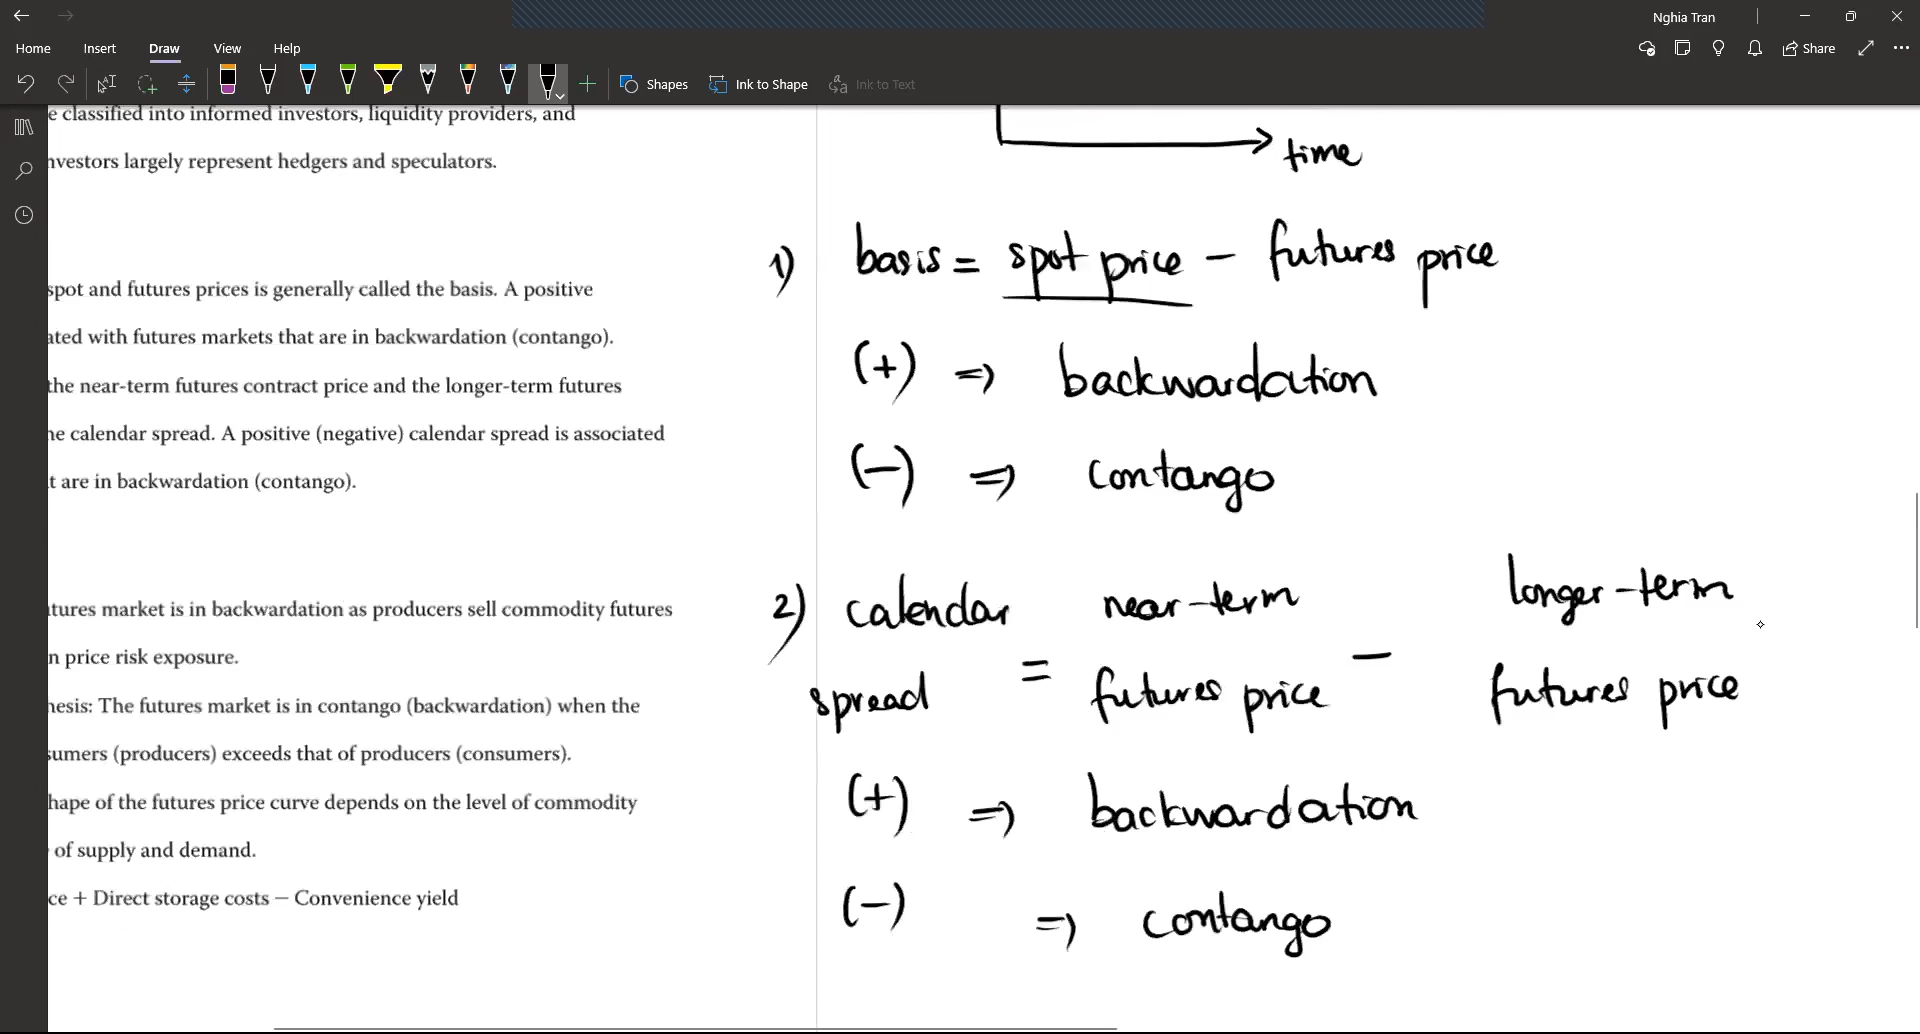 Nghia Tran
Home Insert Draw View Help
Share
Shapes Ink to Shape Ink to Text
e classified into informed investors, liquidity providers, and
nvestors largely represent hedgers and speculators.
spot and futures prices is generally called the basis. A positive
ated with futures markets that are in backwardation (contango).
the near-term futures contract price and the longer-term futures
he calendar spread. A positive (negative) calendar spread is associated
t are in backwardation (contango).
tures market is in backwardation as producers sell commodity futures
n price risk exposure.
nesis: The futures market is in contango (backwardation) when the
sumers (producers) exceeds that of producers (consumers).
hape of the futures price curve depends on the level of commodity
of supply and demand.
ce + Direct storage costs − Convenience yield
time
1) basis = spot price − futures price
(+) => backwardation
(−) => contango
2) calendar near-term longer-term
spread = futures price − futures price
(+) => backwardation
(−) => contango